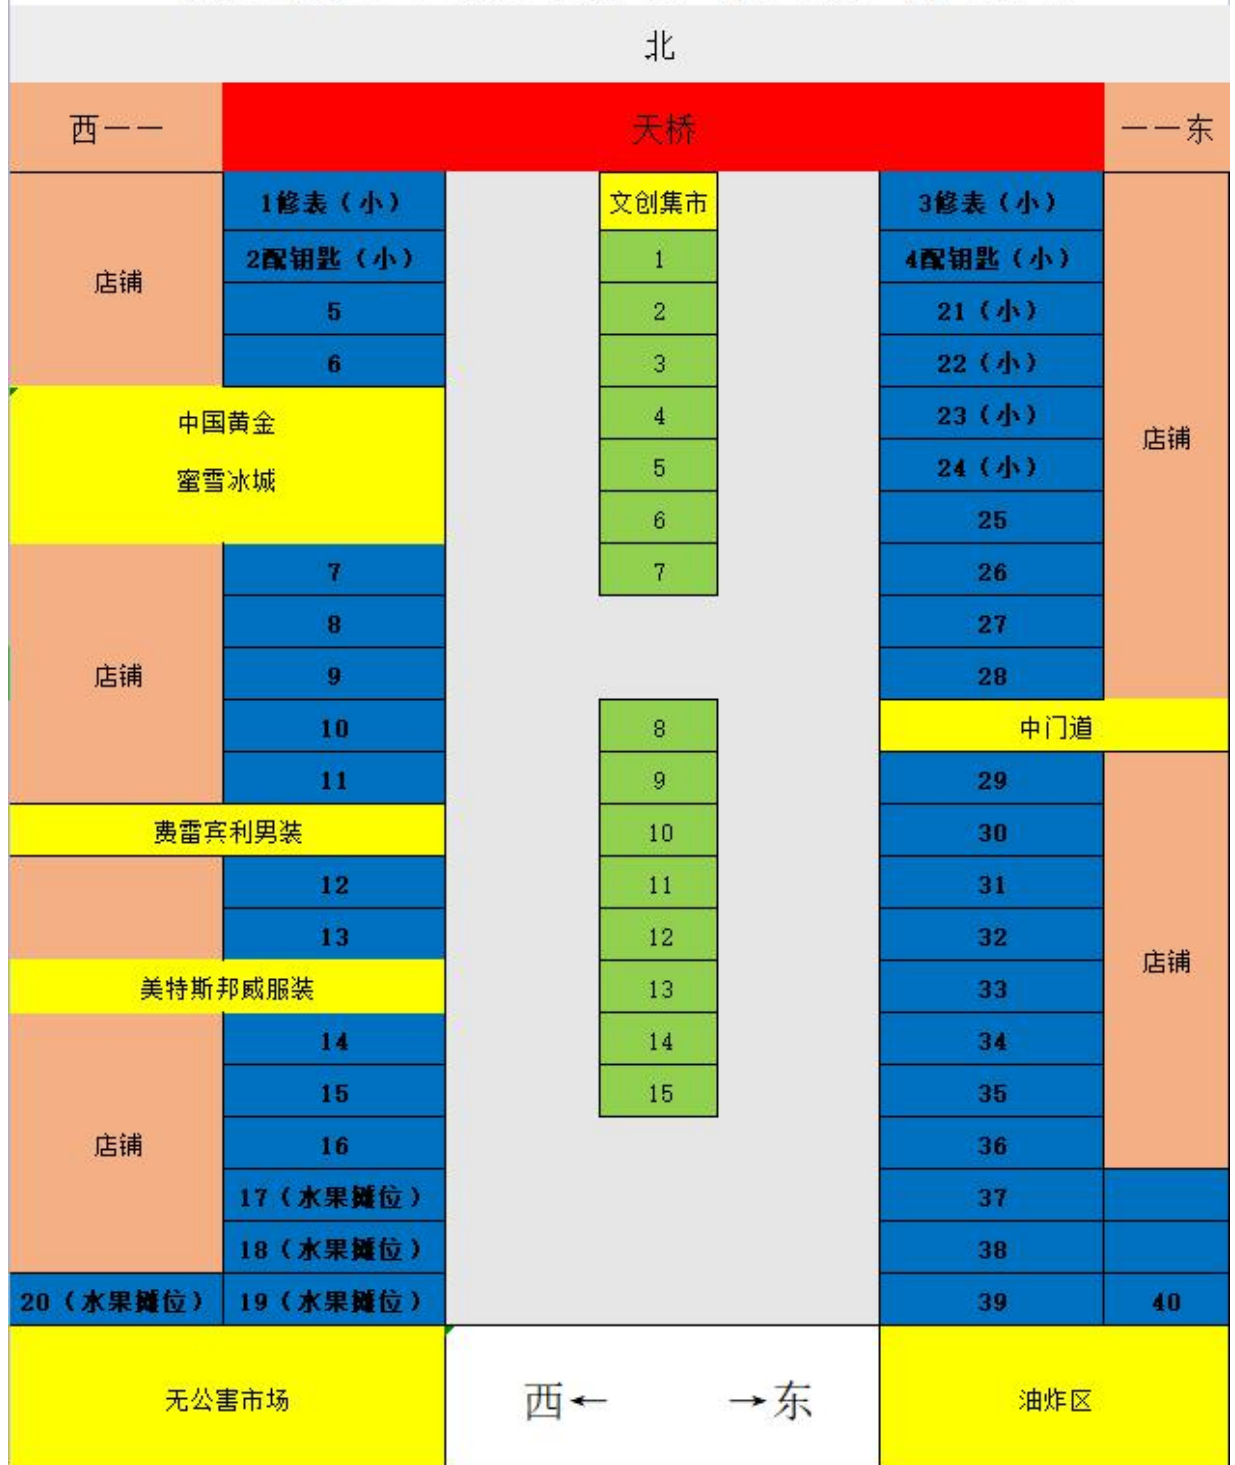 北
西一一
天桥
一一东
1修表（小）
文创集市
3修表（小）
店铺
2配钥匙（小）
1
4配钥匙（小）
5
2
21（小）
6
3
22（小）
中国黄金
蜜雪冰城
4
23（小）
店铺
5
24（小）
6
25
7
7
26
8
27
店铺
9
28
10
8
中门道
11
9
29
费雷宾利男装
10
30
12
11
31
13
12
32
店铺
美特斯邦威服装
13
33
14
14
34
15
15
35
店铺
16
36
17（水果摊位）
37
18（水果摊位）
38
20（水果摊位）
19（水果摊位）
39
40
无公害市场
西← →东
油炸区